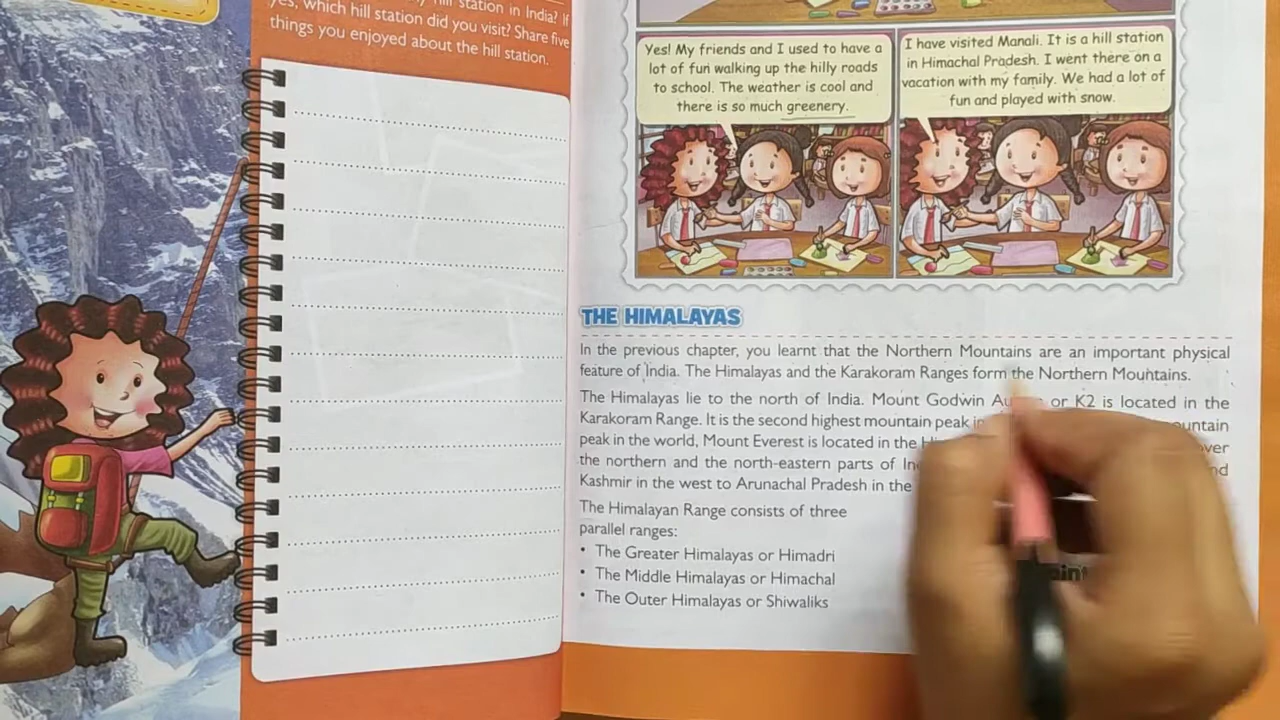 hill station in India? If
yes, which hill station did you visit? Share five
things you enjoyed about the hill station.
Yes! My friends and I used to have a
lot of fun walking up the hilly roads
to school. The weather is cool and
there is so much greenery.
I have visited Manali. It is a hill station
in Himachal Pradesh. I went there on a
vacation with my family. We had a lot of
fun and played with snow.
THE HIMALAYAS
In the previous chapter, you learnt that the Northern Mountains are an important physical
feature of India. The Himalayas and the Karakoram Ranges form the Northern Mountains.
The Himalayas lie to the north of India. Mount Godwin or K2 is located in the
Karakoram Range. It is the second highest mountain peak
peak in the world, Mount Everest is located in the
the northern and the north-eastern parts of
Kashmir in the west to Arunachal Pradesh in the
The Himalayan Range consists of three
parallel ranges:
• The Greater Himalayas or Himadri
• The Middle Himalayas or Himachal
• The Outer Himalayas or Shiwaliks